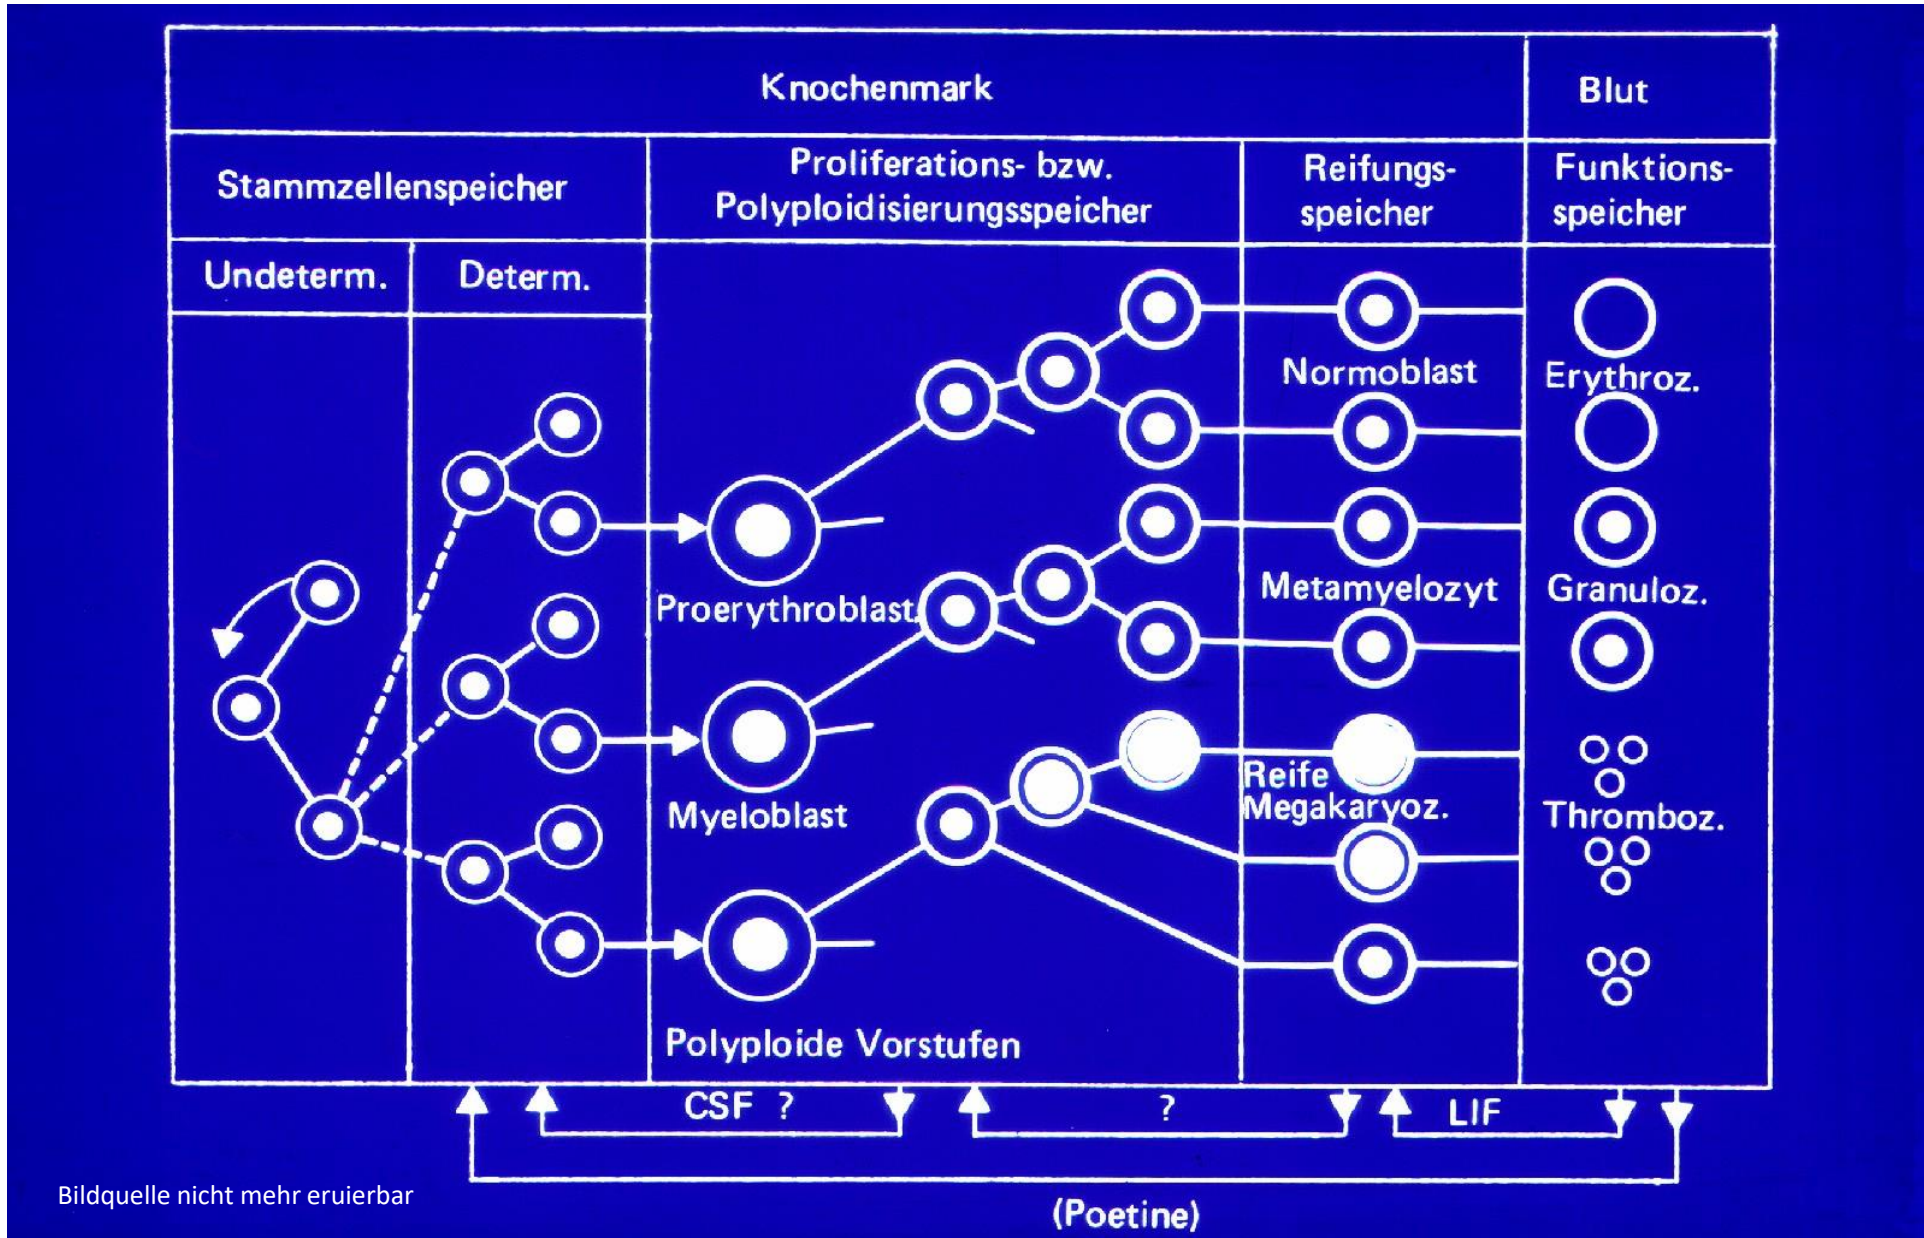 Knochenmark
Blut
Stammzellenspeicher
Proliferations- bzw.
Polyploidisierungsspeicher
Reifungs-
speicher
Funktions-
speicher
Undeterm.
Determ.
Normoblast
Erythroz.
Proerythroblast
Metamyelozyt
Granuloz.
Myeloblast
Reife
Megakaryoz.
Thromboz.
Polyploide Vorstufen
CSF ?
?
LIF
(Poetine)
Bildquelle nicht mehr eruierbar